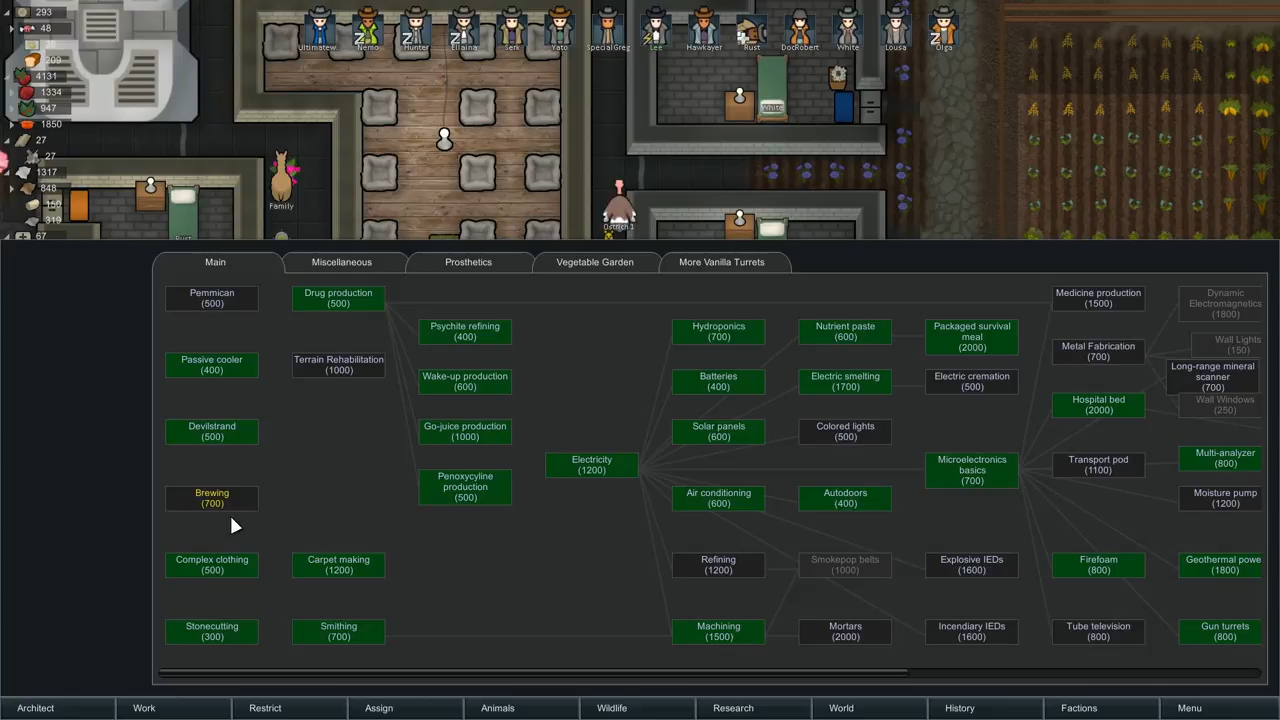 293
48
209
4131
1334
947
1850
27
27
1317
848
150
319
67
Ultimatew
Nemo
Hunter
Ellaina
Serk
Yato
SpecialGreg
Lee
Hawkayer
Rust
DocRobert
White
Lousa
Olga
White
Family
Ostrich 1
Rust
Main
Miscellaneous
Prosthetics
Vegetable Garden
More Vanilla Turrets
Pemmican
(500)
Drug production
(500)
Medicine production
(1500)
Dynamic
Electromagnetics
(1800)
Psychite refining
(400)
Hydroponics
(700)
Nutrient paste
(600)
Packaged survival
meal
(2000)
Metal Fabrication
(700)
Wall Lights
(150)
Passive cooler
(400)
Terrain Rehabilitation
(1000)
Wake-up production
(600)
Batteries
(400)
Electric smelting
(1700)
Electric cremation
(500)
Long-range mineral
scanner
(700)
Hospital bed
(2000)
Wall Windows
(250)
Devilstrand
(500)
Go-juice production
(1000)
Solar panels
(600)
Colored lights
(500)
Electricity
(1200)
Microelectronics
basics
(700)
Transport pod
(1100)
Multi-analyzer
(800)
Brewing
(700)
Penoxycyline
production
(500)
Air conditioning
(600)
Autodoors
(400)
Moisture pump
(1200)
Complex clothing
(500)
Carpet making
(1200)
Refining
(1200)
Smokepop belts
(1000)
Explosive IEDs
(1600)
Firefoam
(800)
Geothermal powe
(1800)
Stonecutting
(300)
Smithing
(700)
Machining
(1500)
Mortars
(2000)
Incendiary IEDs
(1600)
Tube television
(800)
Gun turrets
(800)
Architect
Work
Restrict
Assign
Animals
Wildlife
Research
World
History
Factions
Menu